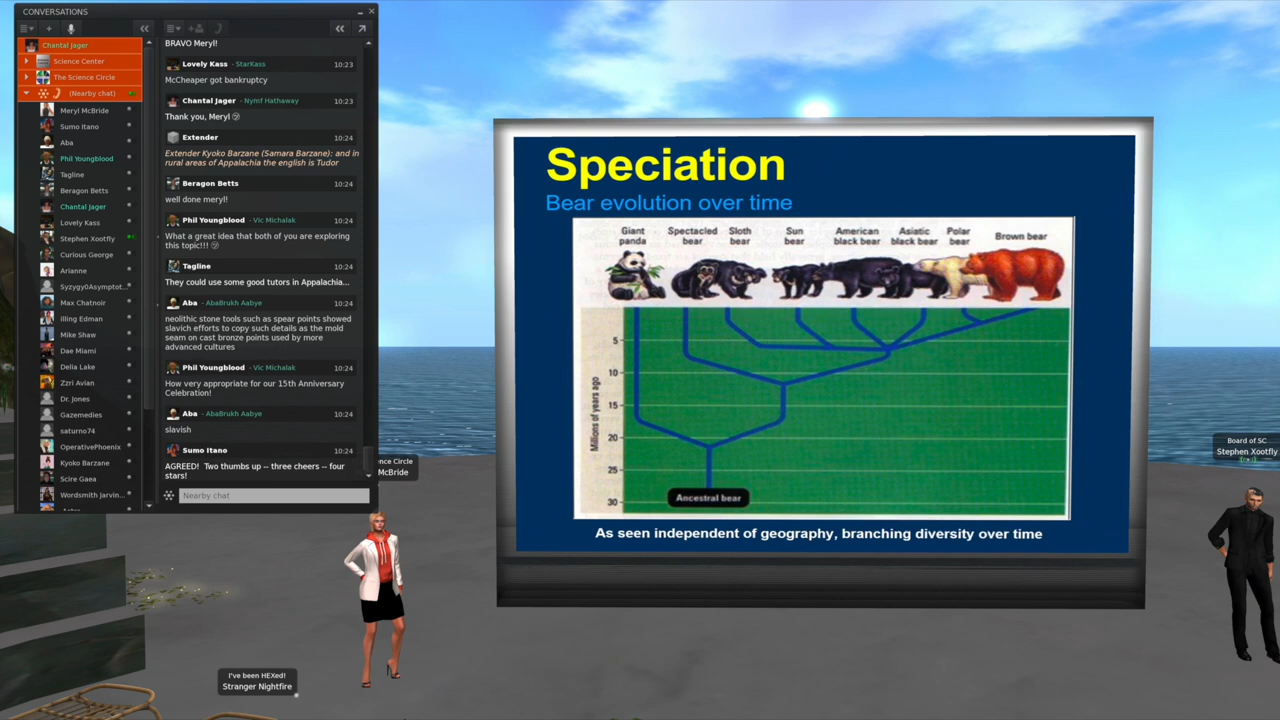 CONVERSATIONS
Chantal Jager
Science Center
The Science Circle
(Nearby chat)
Meryl McBride
Sumo Itano
Aba
Phil Youngblood
Tagline
Beragon Betts
Chantal Jager
Lovely Kass
Stephen Xootfly
Curious George
Arianne
Syzygy0Asymptot...
Max Chatnoir
illing Edman
Mike Shaw
Dae Miami
Delia Lake
Zzri Avian
Dr. Jones
Gazemedies
saturno74
OperativePhoenix
Kyoko Barzane
Scire Gaea
Wordsmith Jarvin...
BRAVO Meryl!
Lovely Kass - StarKass 10:23
McCheaper got bankruptcy
Chantal Jager - Nymf Hathaway 10:23
Thank you, Meryl
Extender 10:24
Extender Kyoko Barzane (Samara Barzane): and in
rural areas of Appalachia the english is Tudor
Beragon Betts 10:24
well done meryl!
Phil Youngblood - Vic Michalak 10:24
What a great idea that both of you are exploring
this topic!!!
Tagline 10:24
They could use some good tutors in Appalachia...
Aba - AbaBrukh Aabye 10:24
neolithic stone tools such as spear points showed
slavich efforts to copy such details as the mold
seam on cast bronze points used by more
advanced cultures
Phil Youngblood - Vic Michalak 10:24
How very appropriate for our 15th Anniversary
Celebration!
Aba - AbaBrukh Aabye 10:24
slavish
Sumo Itano 10:24
AGREED! Two thumbs up -- three cheers -- four
stars!
Nearby chat
Speciation
Bear evolution over time
Giant panda
Spectacled bear
Sloth bear
Sun bear
American black bear
Asiatic black bear
Polar bear
Brown bear
Millions of years ago
5
10
15
20
25
30
Ancestral bear
As seen independent of geography, branching diversity over time
ence Circle
McBride
Board of SC
Stephen Xootfly
I've been HEXed!
Stranger Nightfire